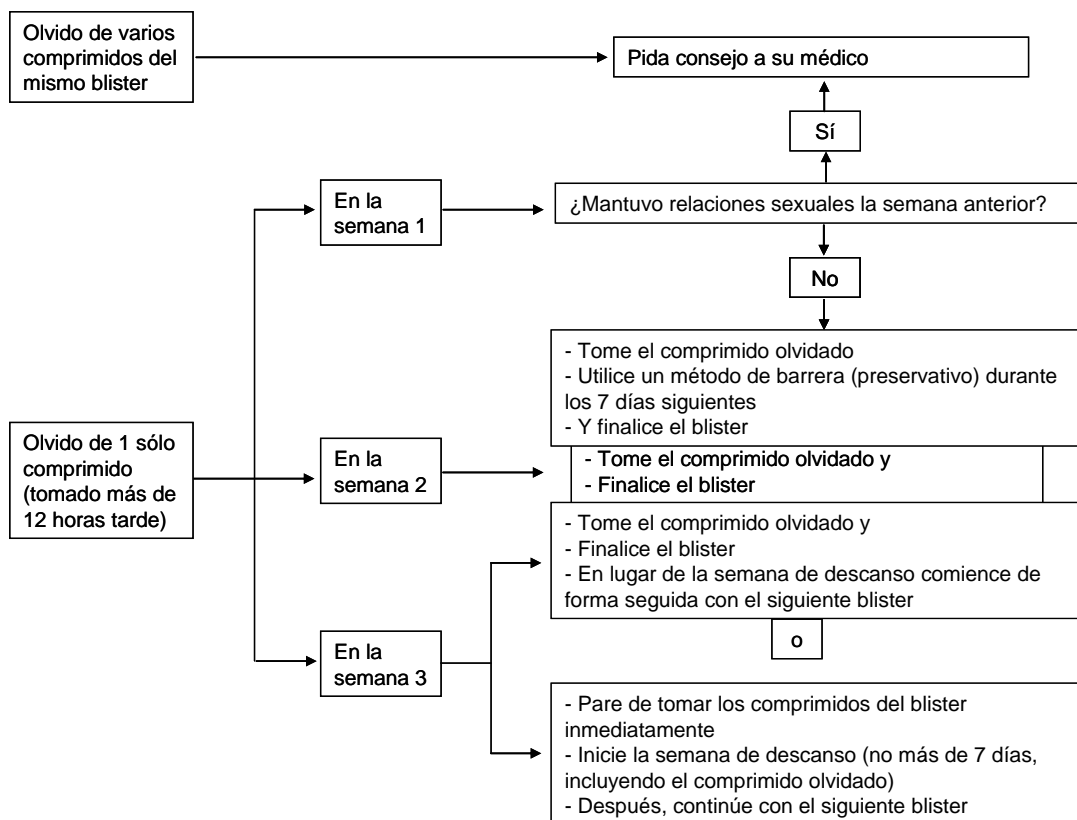 Olvido de varios
comprimidos del
mismo blister
Pida consejo a su médico
Sí
En la
semana 1
¿Mantuvo relaciones sexuales la semana anterior?
No
- Tome el comprimido olvidado
- Utilice un método de barrera (preservativo) durante
los 7 días siguientes
- Y finalice el blister
Olvido de 1 sólo
comprimido
(tomado más de
12 horas tarde)
En la
semana 2
- Tome el comprimido olvidado y
- Finalice el blister
- Tome el comprimido olvidado y
- Finalice el blister
- En lugar de la semana de descanso comience de
forma seguida con el siguiente blister
o
En la
semana 3
- Pare de tomar los comprimidos del blister
inmediatamente
- Inicie la semana de descanso (no más de 7 días,
incluyendo el comprimido olvidado)
- Después, continúe con el siguiente blister